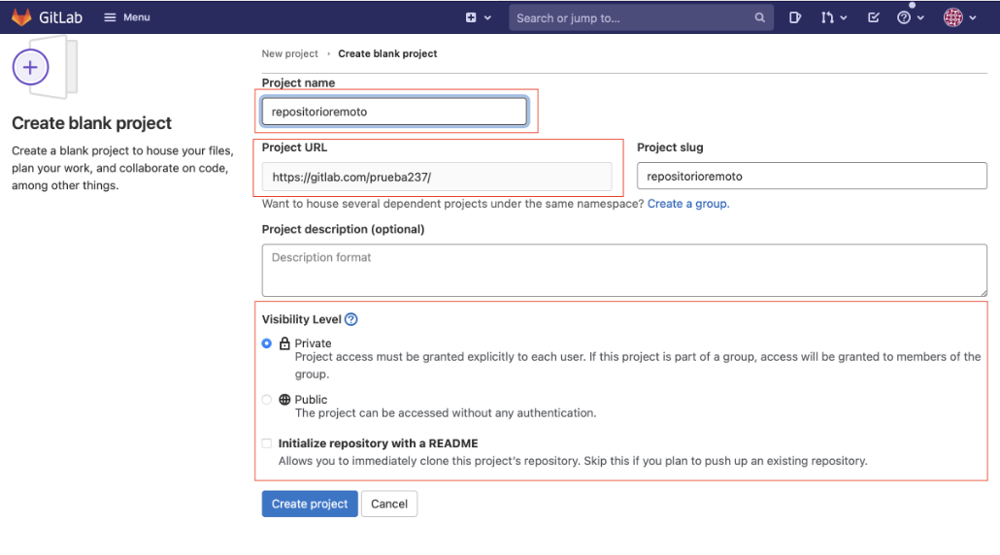 GitLab Menu Search or jump to...
New project › Create blank project
Create blank project
Create a blank project to house your files,
plan your work, and collaborate on code,
among other things.
Project name
repositorioremoto
Project URL
https://gitlab.com/prueba237/
Project slug
repositorioremoto
Want to house several dependent projects under the same namespace? Create a group.
Project description (optional)
Description format
Visibility Level
Private
Project access must be granted explicitly to each user. If this project is part of a group, access will be granted to members of the
group.
Public
The project can be accessed without any authentication.
Initialize repository with a README
Allows you to immediately clone this project's repository. Skip this if you plan to push up an existing repository.
Create project Cancel